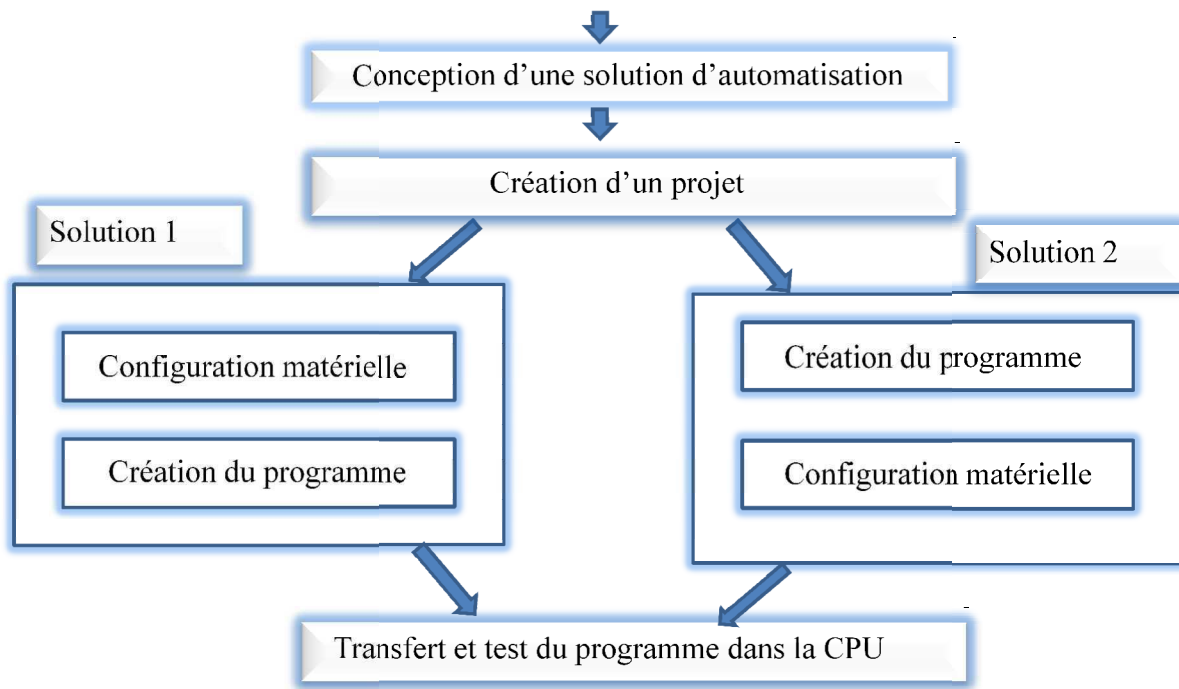 Conception d’une solution d’automatisation
Création d’un projet
Solution 1
Configuration matérielle
Création du programme
Solution 2
Création du programme
Configuration matérielle
Transfert et test du programme dans la CPU